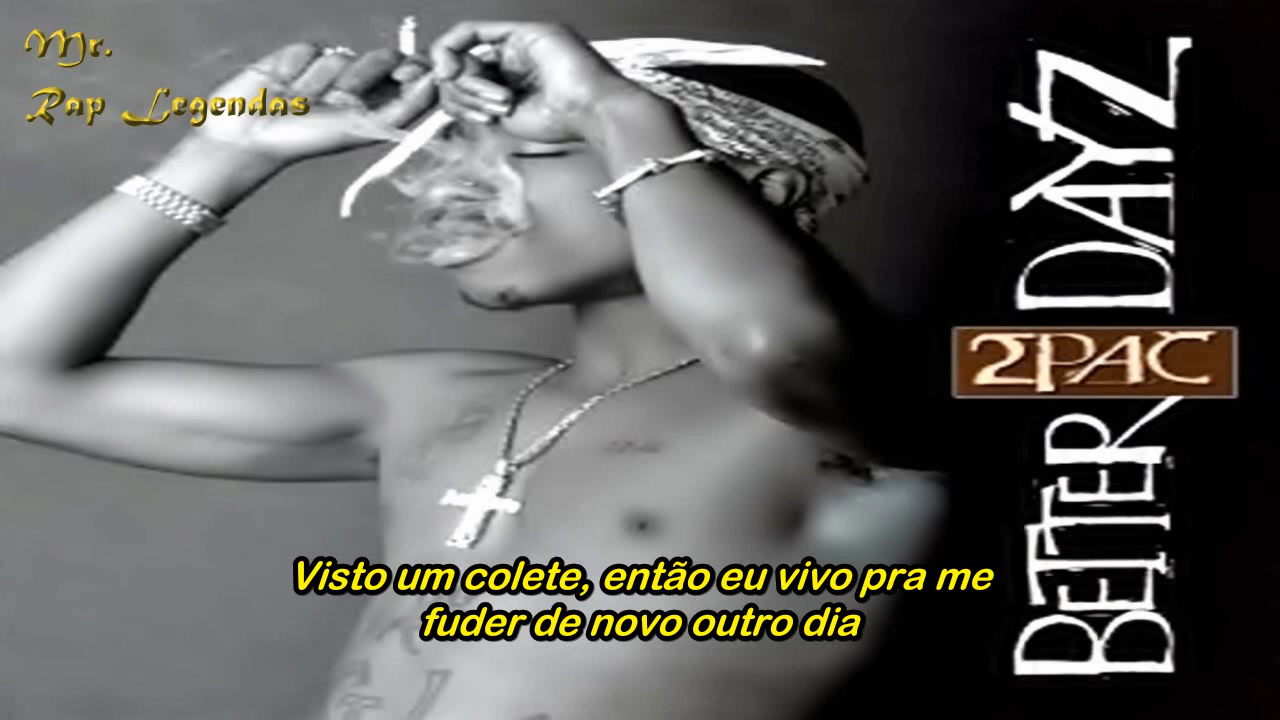 Mr.
Rap Legendas
BETTER DAYZ
2PAC
Visto um colete, então eu vivo pra me
fuder de novo outro dia